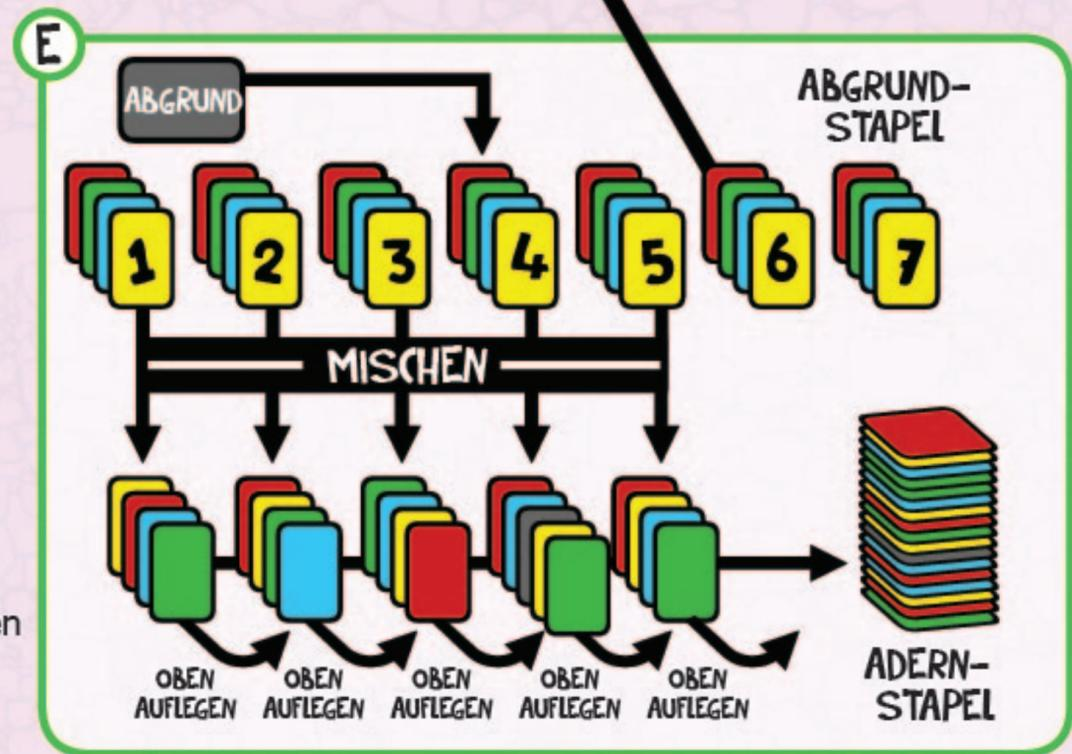 E
ABGRUND
ABGRUND-
STAPEL
1 2 3 4 5 6 7
MISCHEN
en
OBEN
AUFLEGEN
OBEN
AUFLEGEN
OBEN
AUFLEGEN
OBEN
AUFLEGEN
OBEN
AUFLEGEN
ADERN-
STAPEL